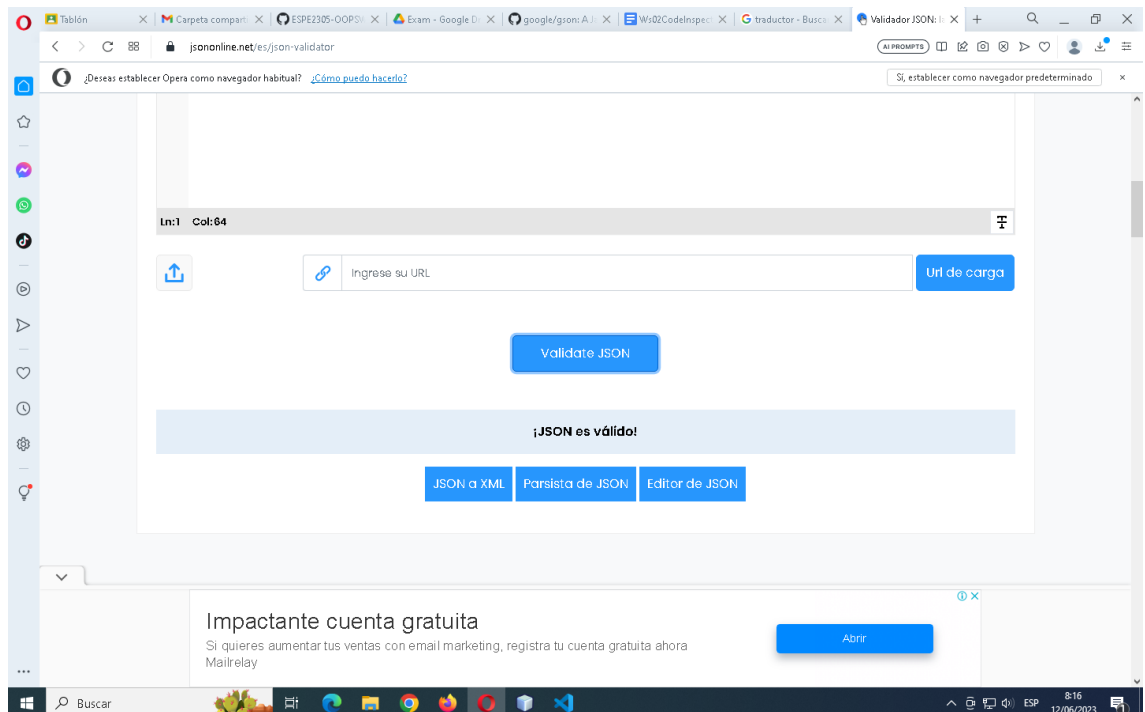 Tablón
Carpeta comparti
ESPE2305-OOPSW
Exam - Google Dr
google/gson: A Ja
Ws02CodeInspect
traductor - Busca
Validador JSON:
jsononline.net/es/json-validator
AI PROMPTS
¿Deseas establecer Opera como navegador habitual? ¿Cómo puedo hacerlo?
Sí, establecer como navegador predeterminado
Ln:1 Col:64
Ingrese su URL
Url de carga
Validate JSON
¡JSON es válído!
JSON a XML
Parsista de JSON
Editor de JSON
Impactante cuenta gratuita
Si quieres aumentar tus ventas con email marketing, registra tu cuenta gratuita ahora
Mailrelay
Abrir
Buscar
ESP
8:16
12/06/2023